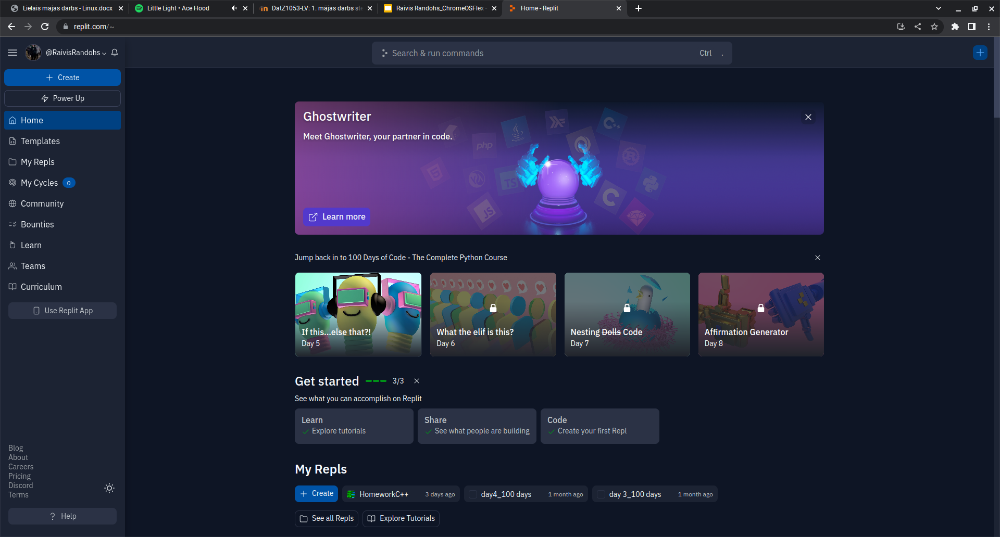 Lielais majas darbs - Linux.docx
Little Light • Ace Hood
DatZ1053-LV: 1. mājas darbs ste
Raivis Randohs_ChromeOSFlex -
Home - Replit
replit.com/~
@RaivisRandohs
Search & run commands
Ctrl .
Create
Power Up
Home
Templates
My Repls
My Cycles 0
Community
Bounties
Learn
Teams
Curriculum
Use Replit App
Blog
About
Careers
Pricing
Discord
Terms
? Help
Ghostwriter
Meet Ghostwriter, your partner in code.
php
TS
JS
Learn more
Jump back in to 100 Days of Code - The Complete Python Course
If this...else that?!
Day 5
What the elif is this?
Day 6
Nesting Dolls Code
Day 7
Affirmation Generator
Day 8
Get started 3/3
See what you can accomplish on Replit
Learn
Explore tutorials
Share
See what people are building
Code
Create your first Repl
My Repls
Create
HomeworkC++ 3 days ago
day4_100 days 1 month ago
day 3_100 days 1 month ago
See all Repls
Explore Tutorials